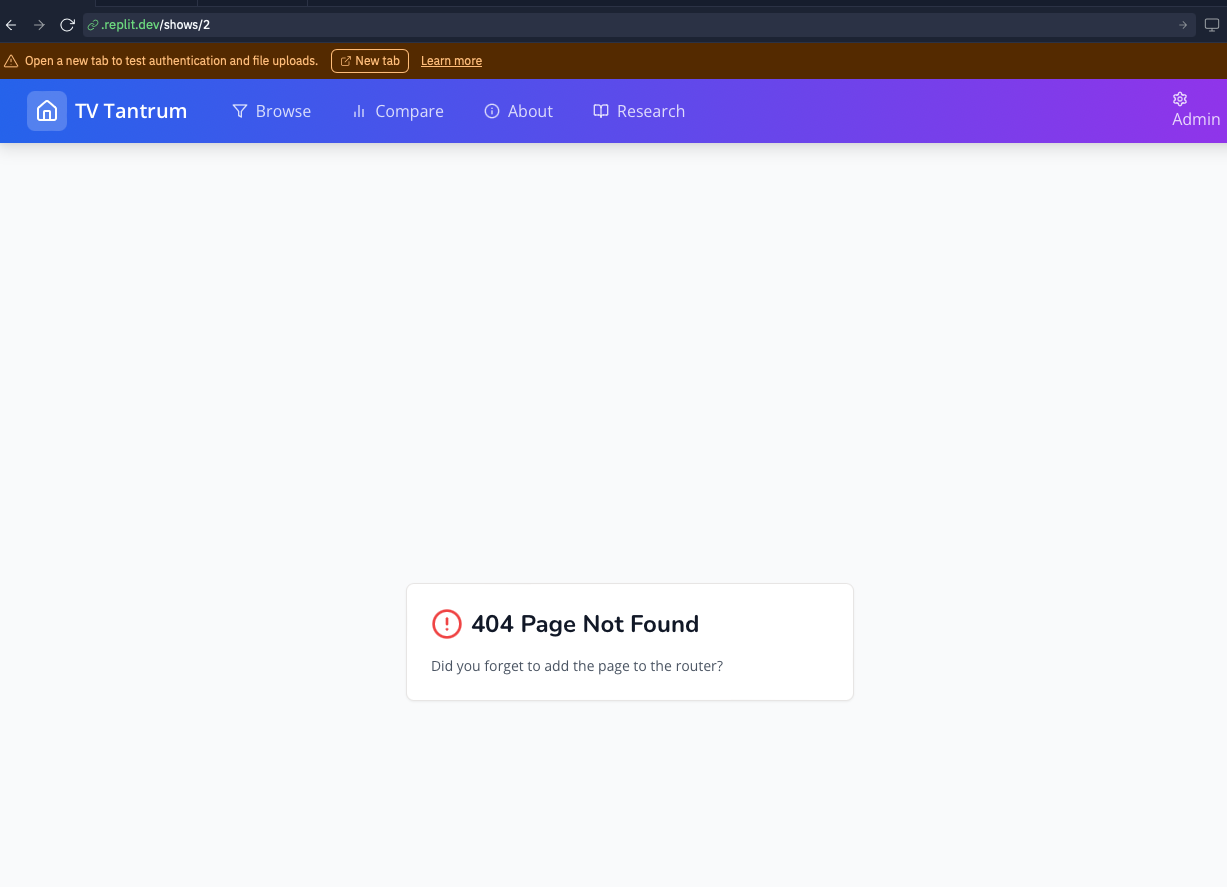 .replit.dev/shows/2
Open a new tab to test authentication and file uploads. New tab Learn more
TV Tantrum Browse Compare About Research Admin
404 Page Not Found
Did you forget to add the page to the router?